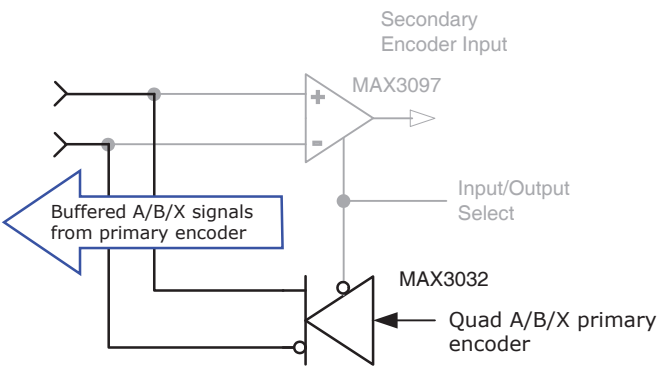 Secondary
Encoder Input
MAX3097
+
-
Input/Output
Select
Buffered A/B/X signals
from primary encoder
MAX3032
Quad A/B/X primary
encoder